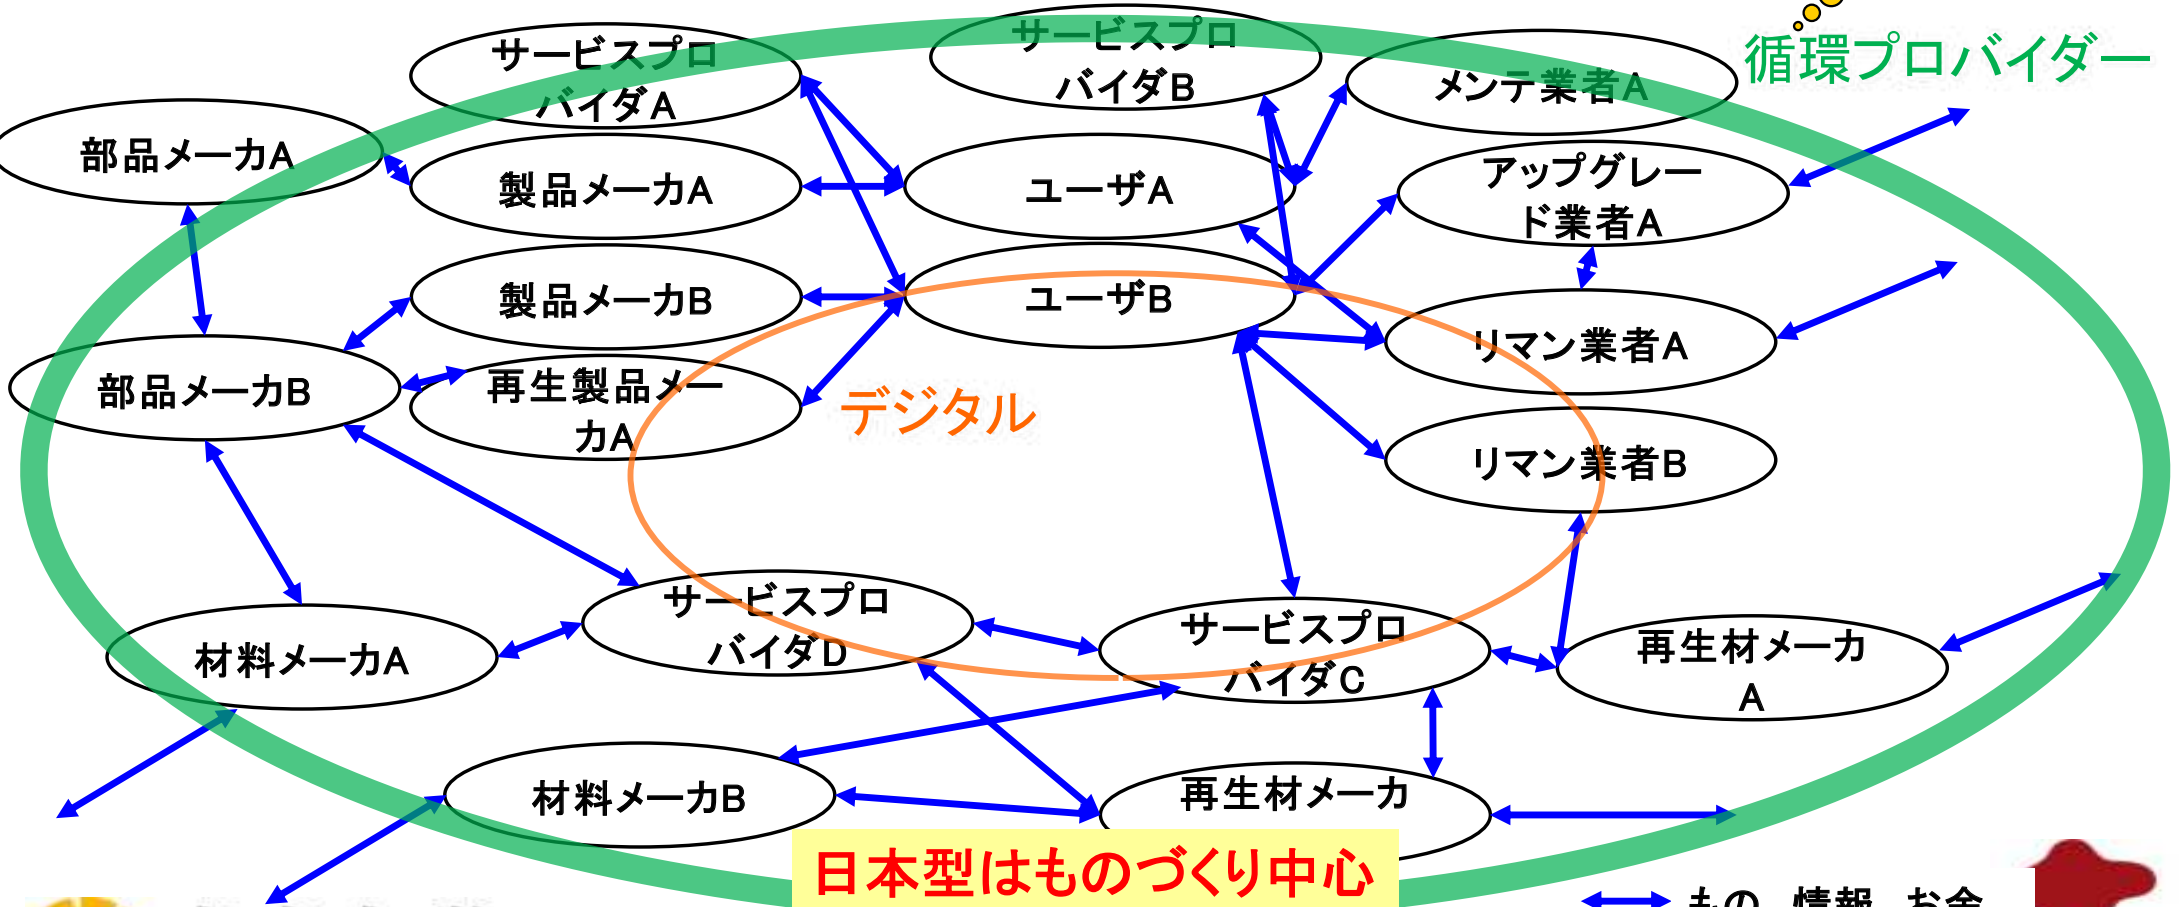 サービスプロ
バイダA
サービスプロ
バイダB
メンテ業者A
循環プロバイダー
部品メーカA
製品メーカA
ユーザA
アップグレー
ド業者A
製品メーカB
ユーザB
リマン業者A
部品メーカB
再生製品メー
カA
デジタル
リマン業者B
サービスプロ
バイダD
サービスプロ
バイダC
再生材メーカ
A
材料メーカA
材料メーカB
再生材メーカ
日本型はものづくり中心
もの、情報、お金